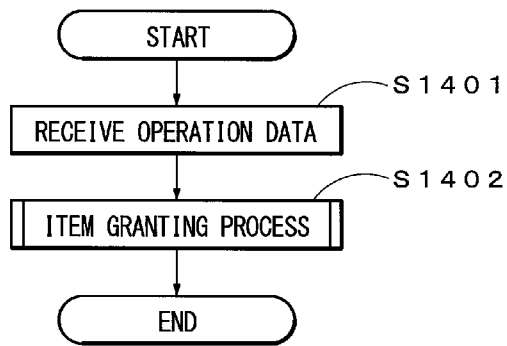 START
S1401
RECEIVE OPERATION DATA
S1402
ITEM GRANTING PROCESS
END